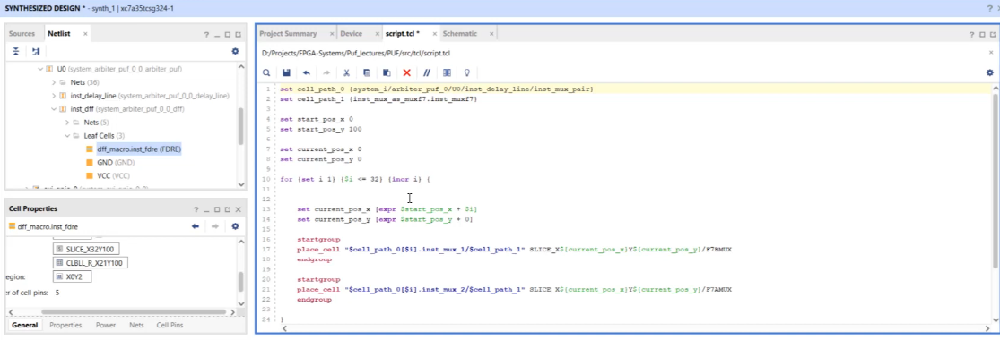 SYNTHESIZED DESIGN * - synth_1 | xc7a35tcsg324-1
Sources Netlist
U0 (system_arbiter_puf_0_0_arbiter_puf)
Nets (36)
inst_delay_line (system_arbiter_puf_0_0_delay_line)
inst_dff (system_arbiter_puf_0_0_dff)
Nets (5)
Leaf Cells (3)
dff_macro.inst_fdre (FDRE)
GND (GND)
VCC (VCC)
Cell Properties
dff_macro.inst_fdre
SLICE_X32Y100
CLBLL_R_X21Y100
egion: X0Y2
er of cell pins: 5
General Properties Power Nets Cell Pins
Project Summary Device script.tcl * Schematic
D:/Projects/FPGA-Systems/Puf_lectures/PUF/src/tcl/script.tcl
1 set cell_path_0 {system_i/arbiter_puf_0/U0/inst_delay_line/inst_mux_pair}
2 set cell_path_1 {inst_mux_as_muxf7.inst_muxf7}
3
4 set start_pos_x 0
5 set start_pos_y 100
6
7 set current_pos_x 0
8 set current_pos_y 0
9
10 for {set i 1} {$i <= 32} {incr i} {
11
12
13 set current_pos_x [expr $start_pos_x + $i]
14 set current_pos_y [expr $start_pos_y + 0]
15
16 startgroup
17 place_cell "$cell_path_0[$i].inst_mux_1/$cell_path_1" SLICE_X${current_pos_x}Y${current_pos_y}/F7BMUX
18 endgroup
19
20 startgroup
21 place_cell "$cell_path_0[$i].inst_mux_2/$cell_path_1" SLICE_X${current_pos_x}Y${current_pos_y}/F7AMUX
22 endgroup
23
24 }